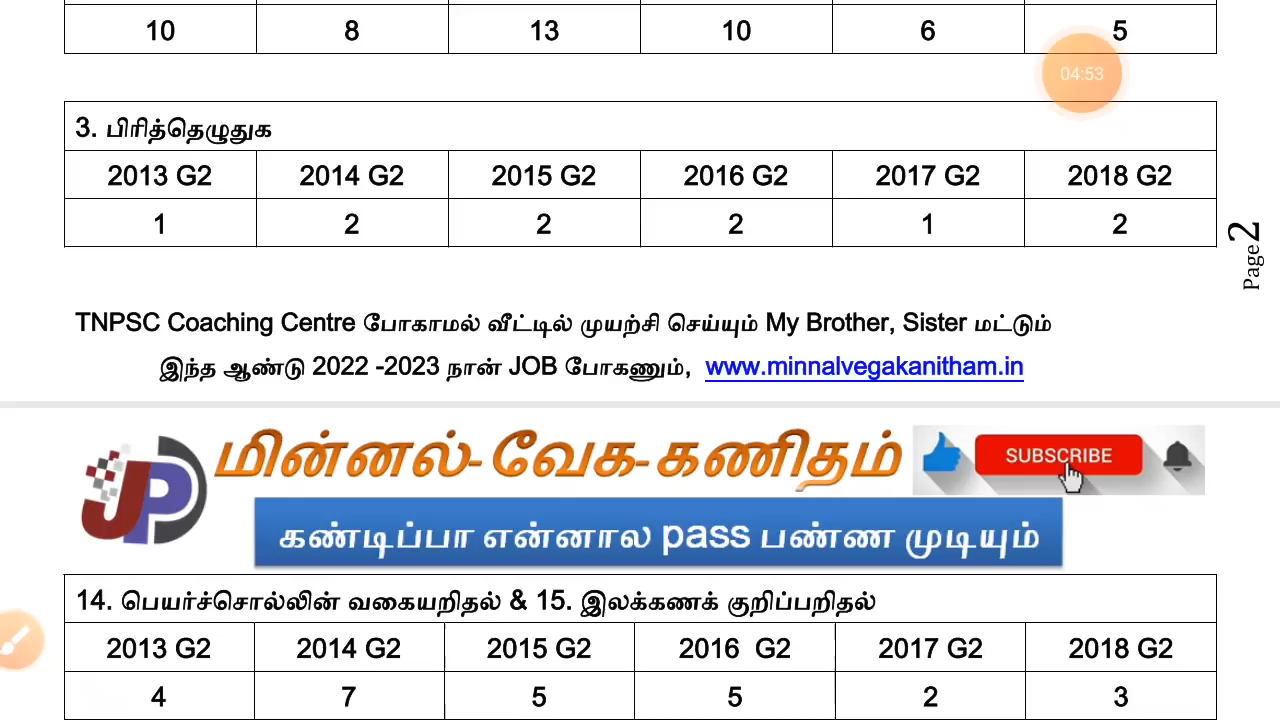 10 8 13 10 6 5
04:53
3. பிரித்தெழுதுக
2013 G2 2014 G2 2015 G2 2016 G2 2017 G2 2018 G2
1 2 2 2 1 2
Page 2
TNPSC Coaching Centre போகாமல் வீட்டில் முயற்சி செய்யும் My Brother, Sister மட்டும்
இந்த ஆண்டு 2022 -2023 நான் JOB போகணும், www.minnalvegakanitham.in
JP மின்னல்-வேக-கணிதம் SUBSCRIBE
கண்டிப்பா என்னால pass பண்ண முடியும்
14. பெயர்ச்சொல்லின் வகையறிதல் & 15. இலக்கணக் குறிப்பறிதல்
2013 G2 2014 G2 2015 G2 2016 G2 2017 G2 2018 G2
4 7 5 5 2 3